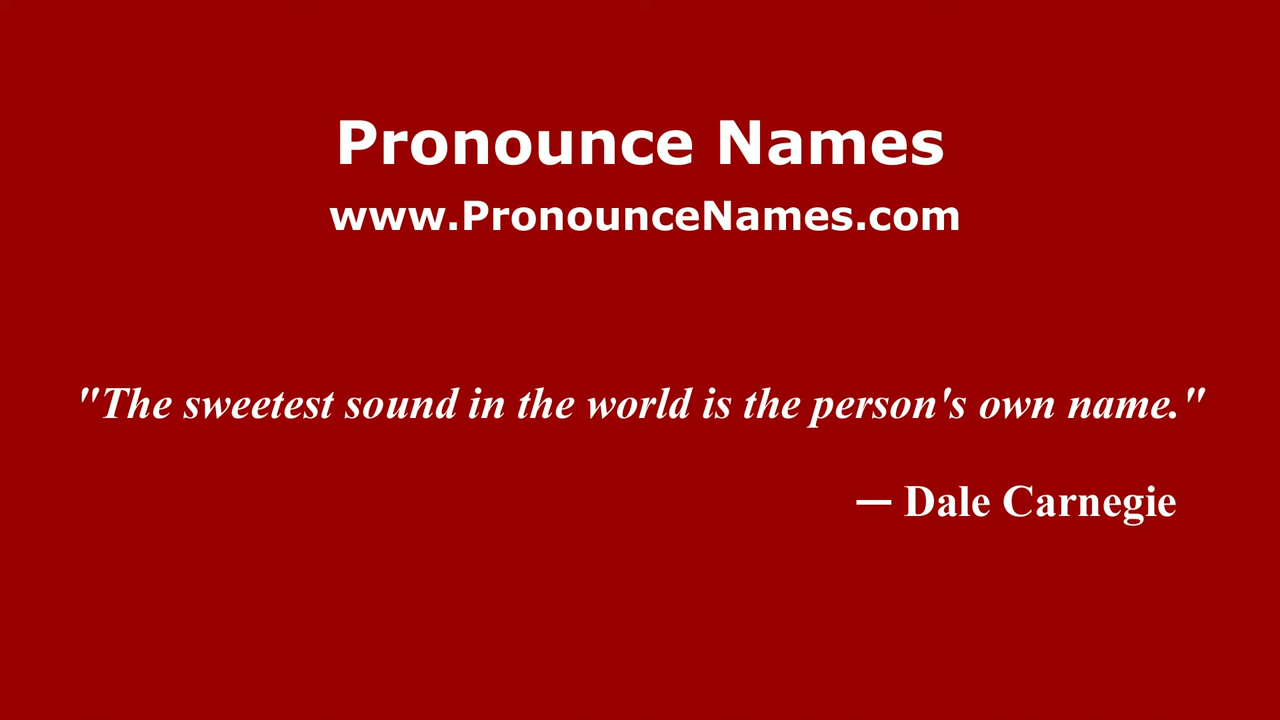 Pronounce Names
www.PronounceNames.com
"The sweetest sound in the world is the person's own name."
— Dale Carnegie